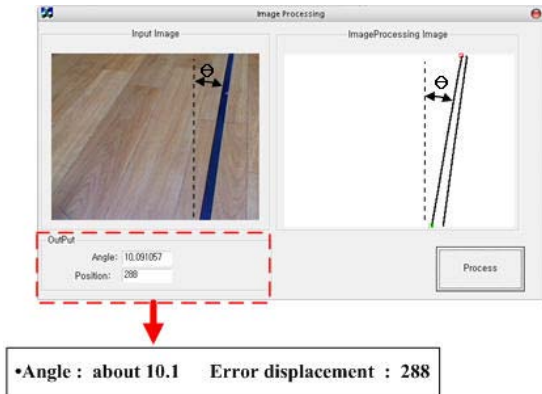 Image Processing
Input Image
ImageProcessing Image
Θ
Θ
OutPut
Angle: 10,091057
Position: 288
Process
•Angle : about 10.1 Error displacement : 288